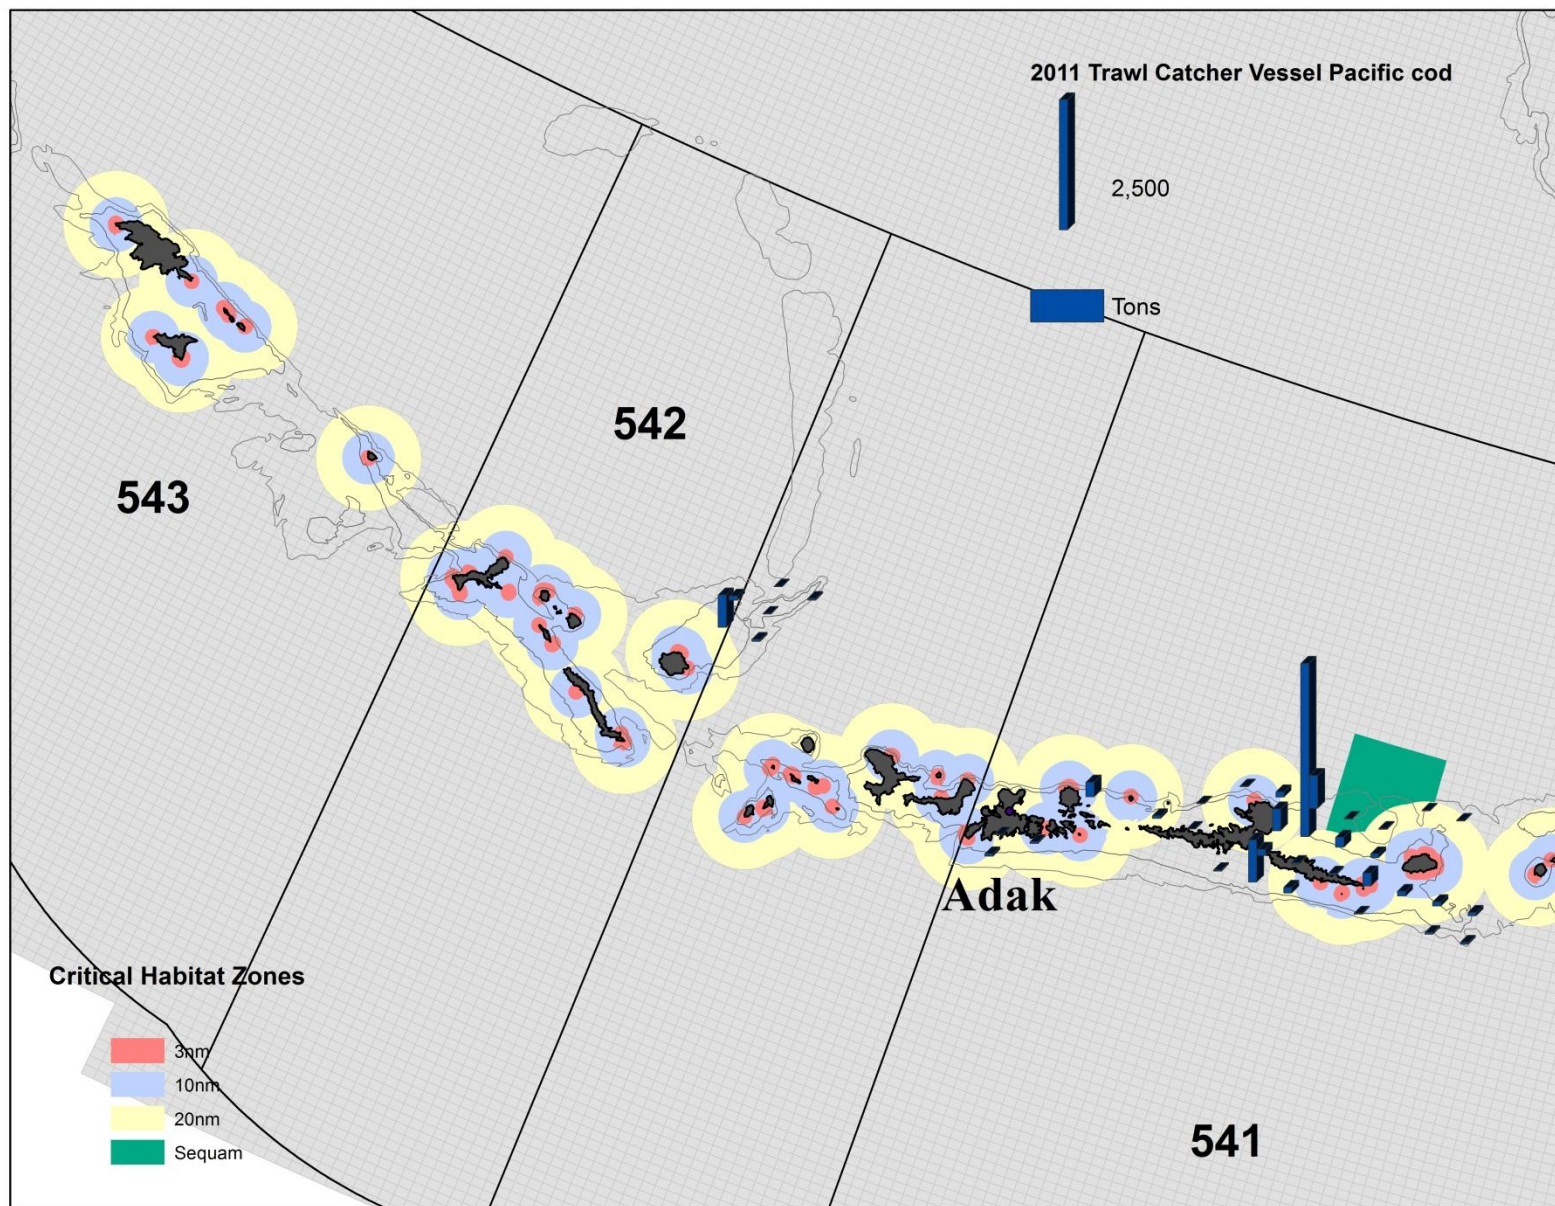 2011 Trawl Catcher Vessel Pacific cod
2,500
Tons
542
543
Adak
Critical Habitat Zones
3nm
10nm
20nm
Sequam
541